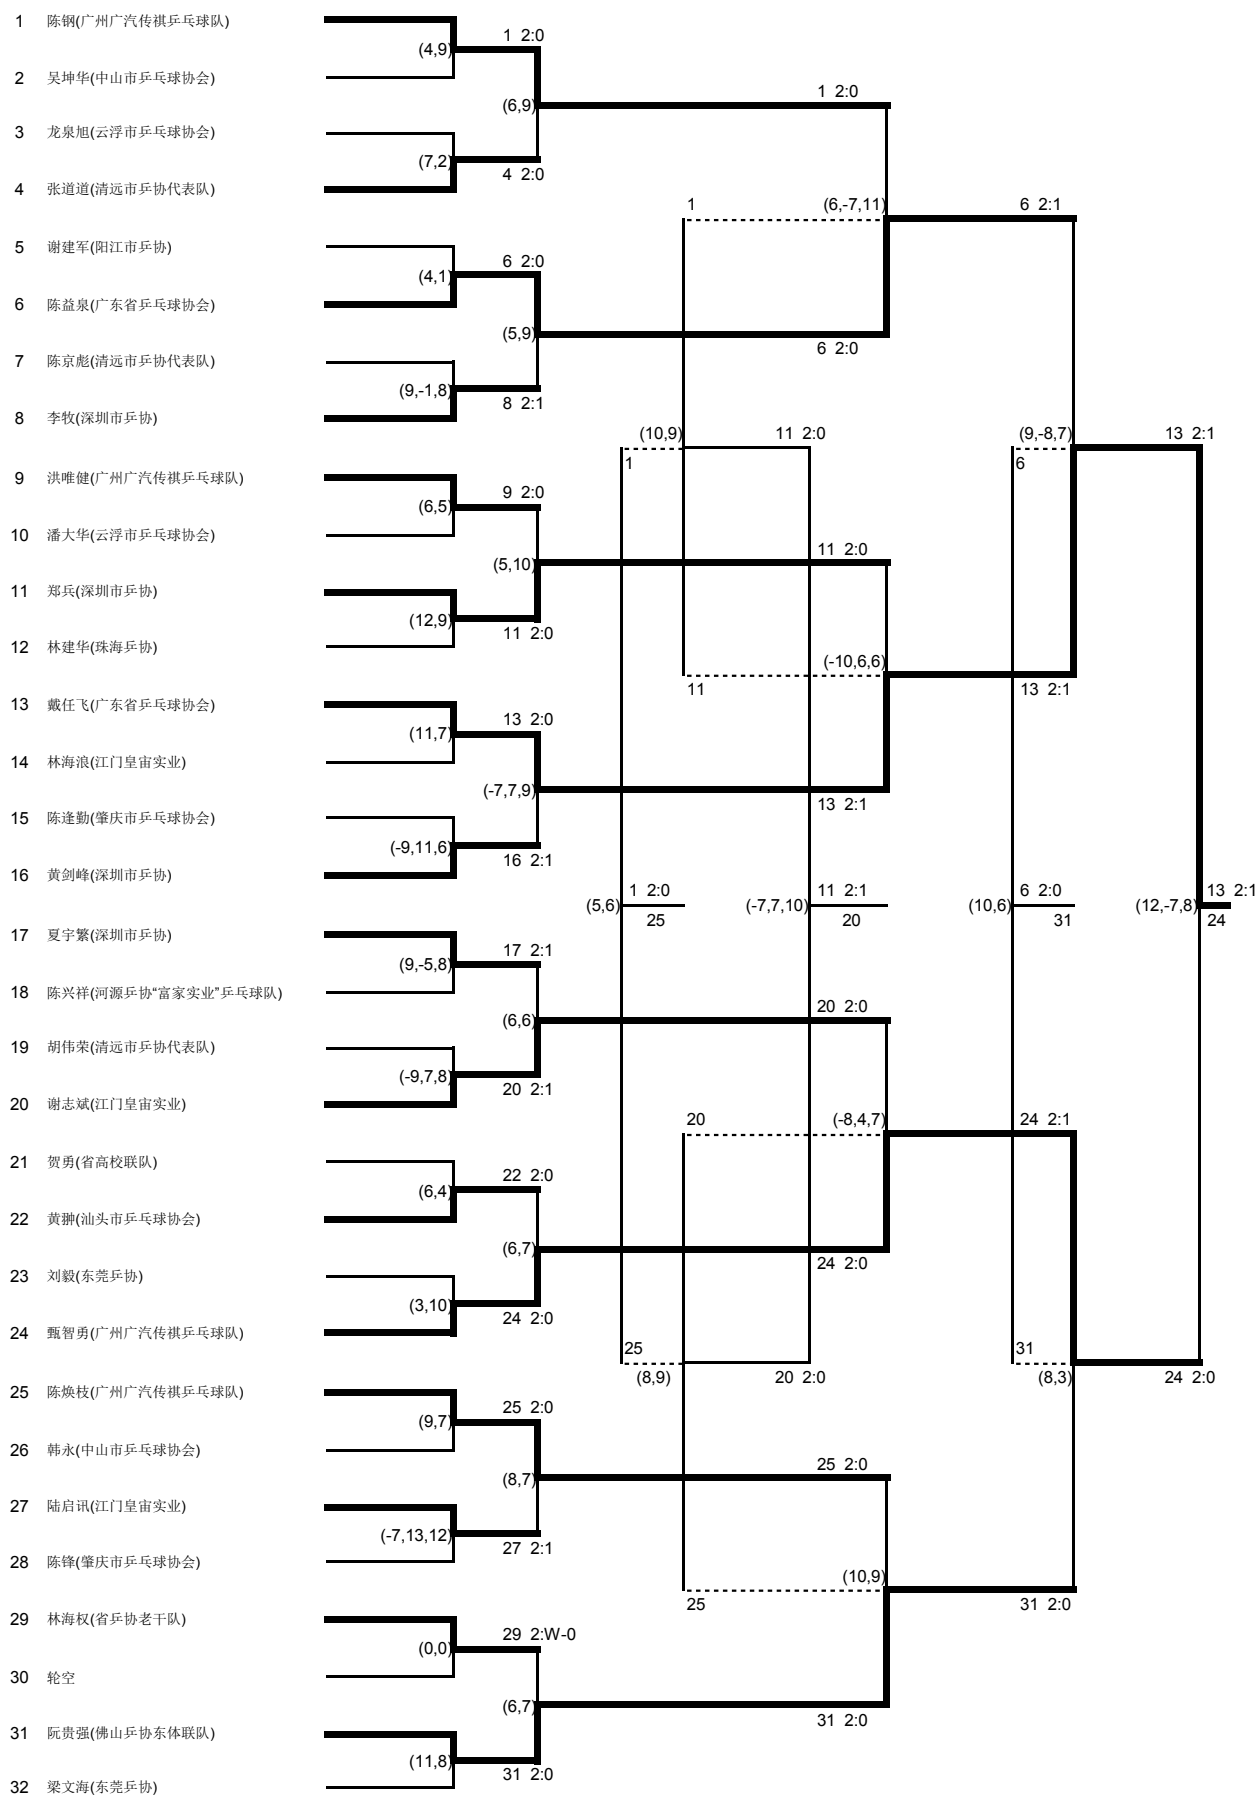 1 陈钢(广州广汽传祺乒乓球队)
1 2:0
(4,9)
2 吴坤华(中山市乒乓球协会)
1 2:0
(6,9)
3 龙泉旭(云浮市乒乓球协会)
(7,2)
4 2:0
4 张道道(清远市乒协代表队)
1
(6,-7,11)
6 2:1
5 谢建军(阳江市乒协)
6 2:0
(4,1)
6 陈益泉(广东省乒乓球协会)
(5,9)
6 2:0
7 陈京彪(清远市乒协代表队)
(9,-1,8)
8 2:1
8 李牧(深圳市乒协)
(10,9)
11 2:0
(9,-8,7)
13 2:1
1
6
9 洪唯健(广州广汽传祺乒乓球队)
9 2:0
(6,5)
10 潘大华(云浮市乒乓球协会)
11 2:0
(5,10)
11 郑兵(深圳市乒协)
(12,9)
11 2:0
12 林建华(珠海乒协)
(-10,6,6)
11
13 2:1
13 戴任飞(广东省乒乓球协会)
13 2:0
(11,7)
14 林海浪(江门皇宙实业)
(-7,7,9)
13 2:1
15 陈逢勤(肇庆市乒乓球协会)
(-9,11,6)
16 2:1
16 黄剑峰(深圳市乒协)
1 2:0
11 2:1
6 2:0
13 2:1
(5,6)
(-7,7,10)
(10,6)
(12,-7,8)
25
20
31
24
17 夏宇繁(深圳市乒协)
17 2:1
(9,-5,8)
18 陈兴祥(河源乒协“富家实业”乒乓球队)
20 2:0
(6,6)
19 胡伟荣(清远市乒协代表队)
(-9,7,8)
20 2:1
20 谢志斌(江门皇宙实业)
20
(-8,4,7)
24 2:1
21 贺勇(省高校联队)
22 2:0
(6,4)
22 黄翀(汕头市乒乓球协会)
(6,7)
24 2:0
23 刘毅(东莞乒协)
(3,10)
24 2:0
24 甄智勇(广州广汽传祺乒乓球队)
25
31
(8,9)
20 2:0
(8,3)
24 2:0
25 陈焕枝(广州广汽传祺乒乓球队)
25 2:0
(9,7)
26 韩永(中山市乒乓球协会)
25 2:0
(8,7)
27 陆启讯(江门皇宙实业)
(-7,13,12)
27 2:1
28 陈锋(肇庆市乒乓球协会)
(10,9)
25
31 2:0
29 林海权(省乒协老干队)
29 2:W-0
(0,0)
30 轮空
(6,7)
31 2:0
31 阮贵强(佛山乒协东体联队)
(11,8)
31 2:0
32 梁文海(东莞乒协)